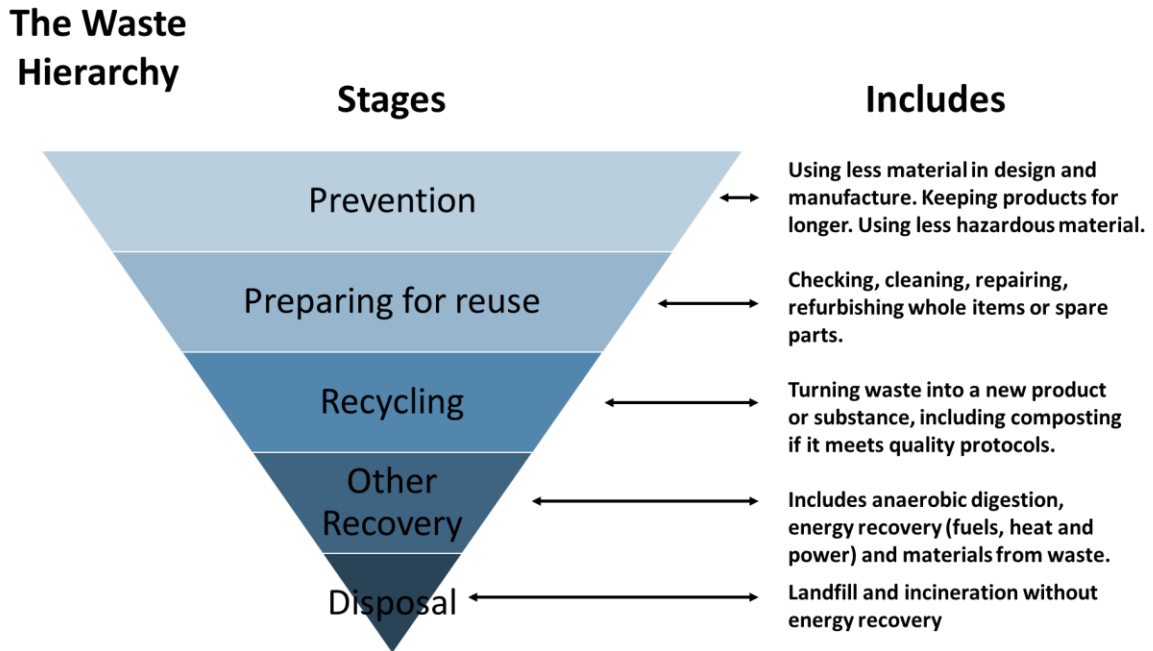 The Waste
Hierarchy
Stages
Includes
Prevention
Using less material in design and
manufacture. Keeping products for
longer. Using less hazardous material.
Preparing for reuse
Checking, cleaning, repairing,
refurbishing whole items or spare
parts.
Recycling
Turning waste into a new product
or substance, including composting
if it meets quality protocols.
Other
Recovery
Includes anaerobic digestion,
energy recovery (fuels, heat and
power) and materials from waste.
Disposal
Landfill and incineration without
energy recovery